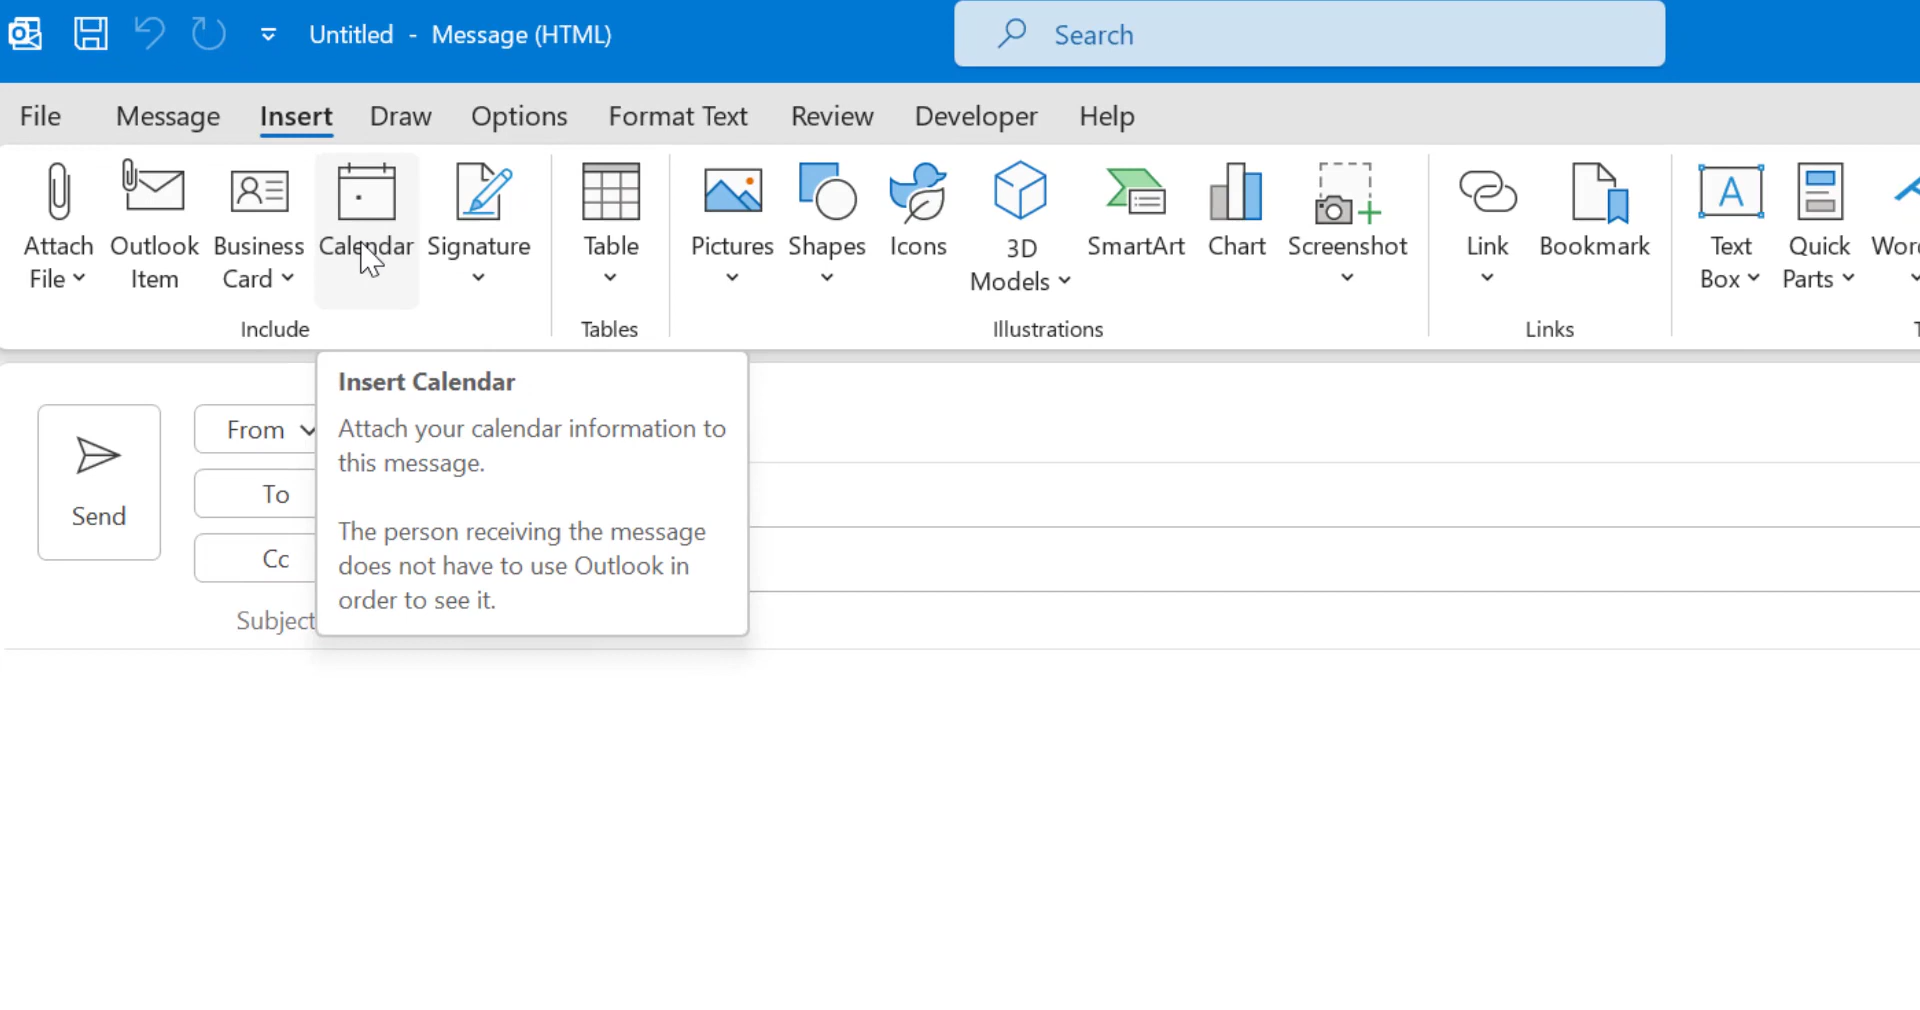 Untitled - Message (HTML)
Search
File Message Insert Draw Options Format Text Review Developer Help
Attach File
Outlook Item
Business Card
Calendar
Signature
Include
Table
Tables
Pictures
Shapes
Icons
3D Models
SmartArt
Chart
Screenshot
Illustrations
Link
Bookmark
Links
A
Text Box
Quick Parts
Insert Calendar
Attach your calendar information to
this message.
The person receiving the message
does not have to use Outlook in
order to see it.
Send
From
To
Cc
Subject